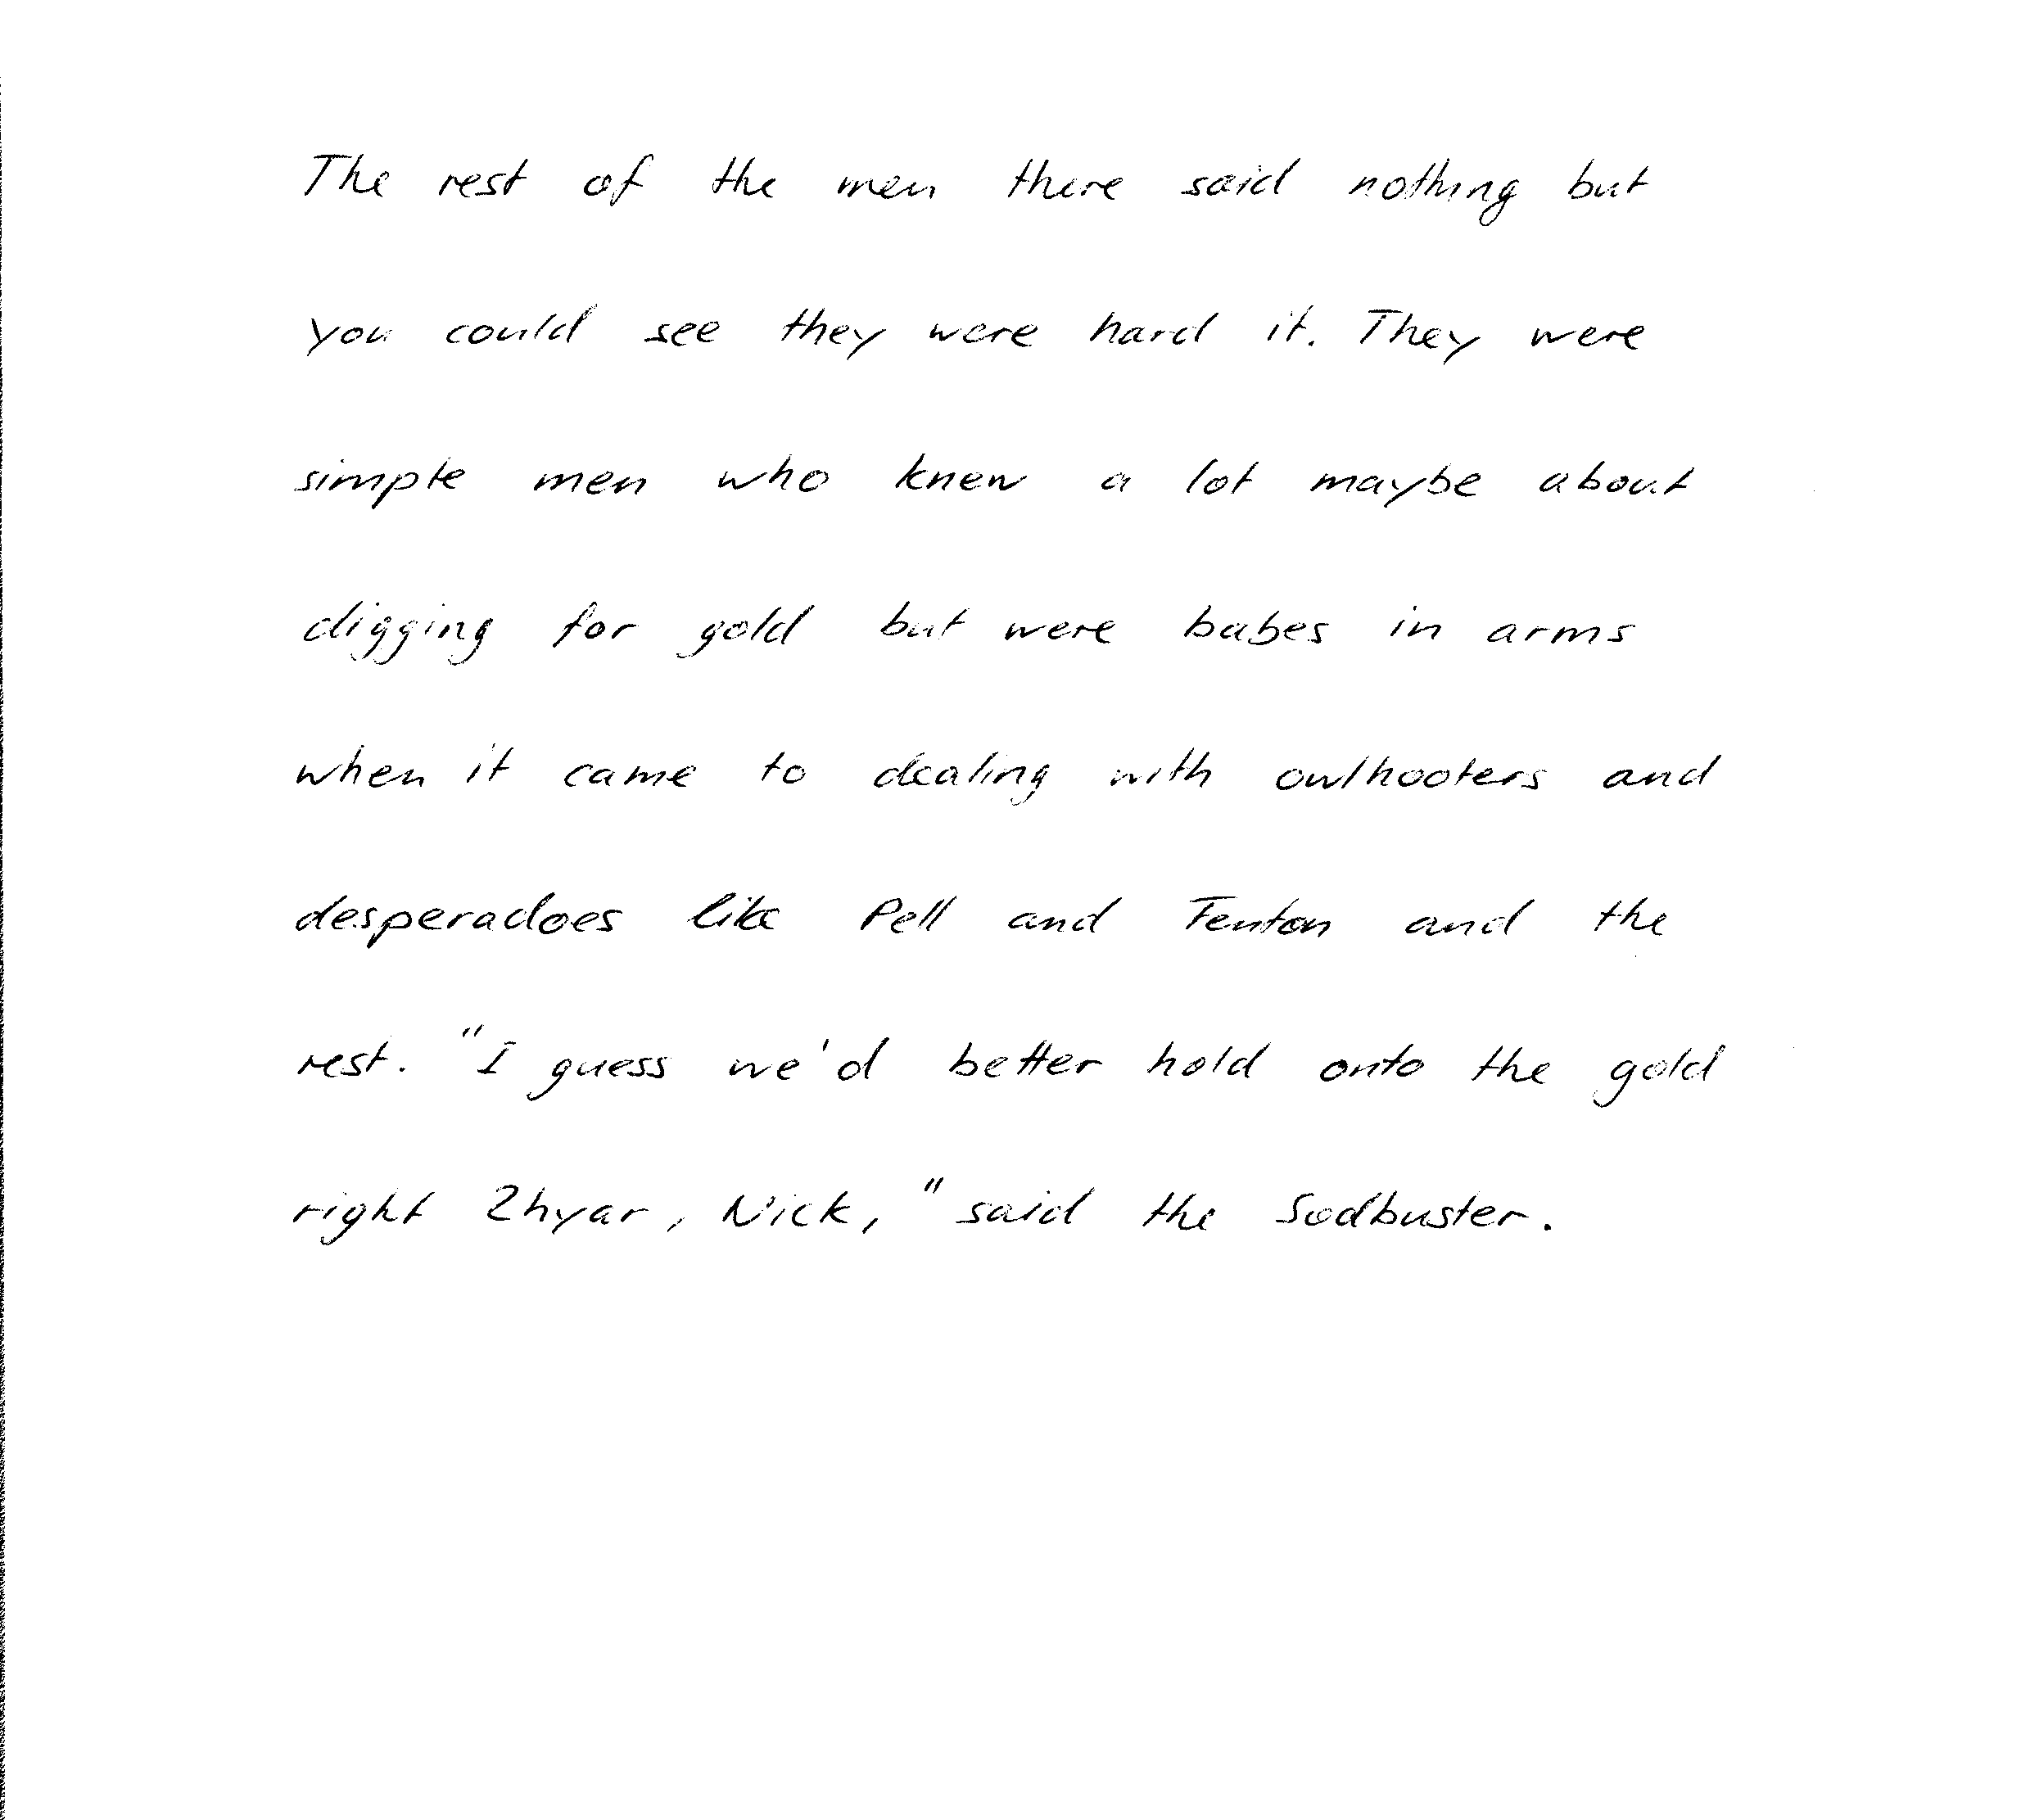 The rest of the men there said nothing but
you could see they were hard it. They were
simple men who knew a lot maybe about
digging for gold but were babes in arms
when it came to dealing with owlhooters and
desperadoes like Pell and Fenton and the
rest. "I guess we'd better hold onto the gold
right 2hyar, Nick," said the Sodbuster.